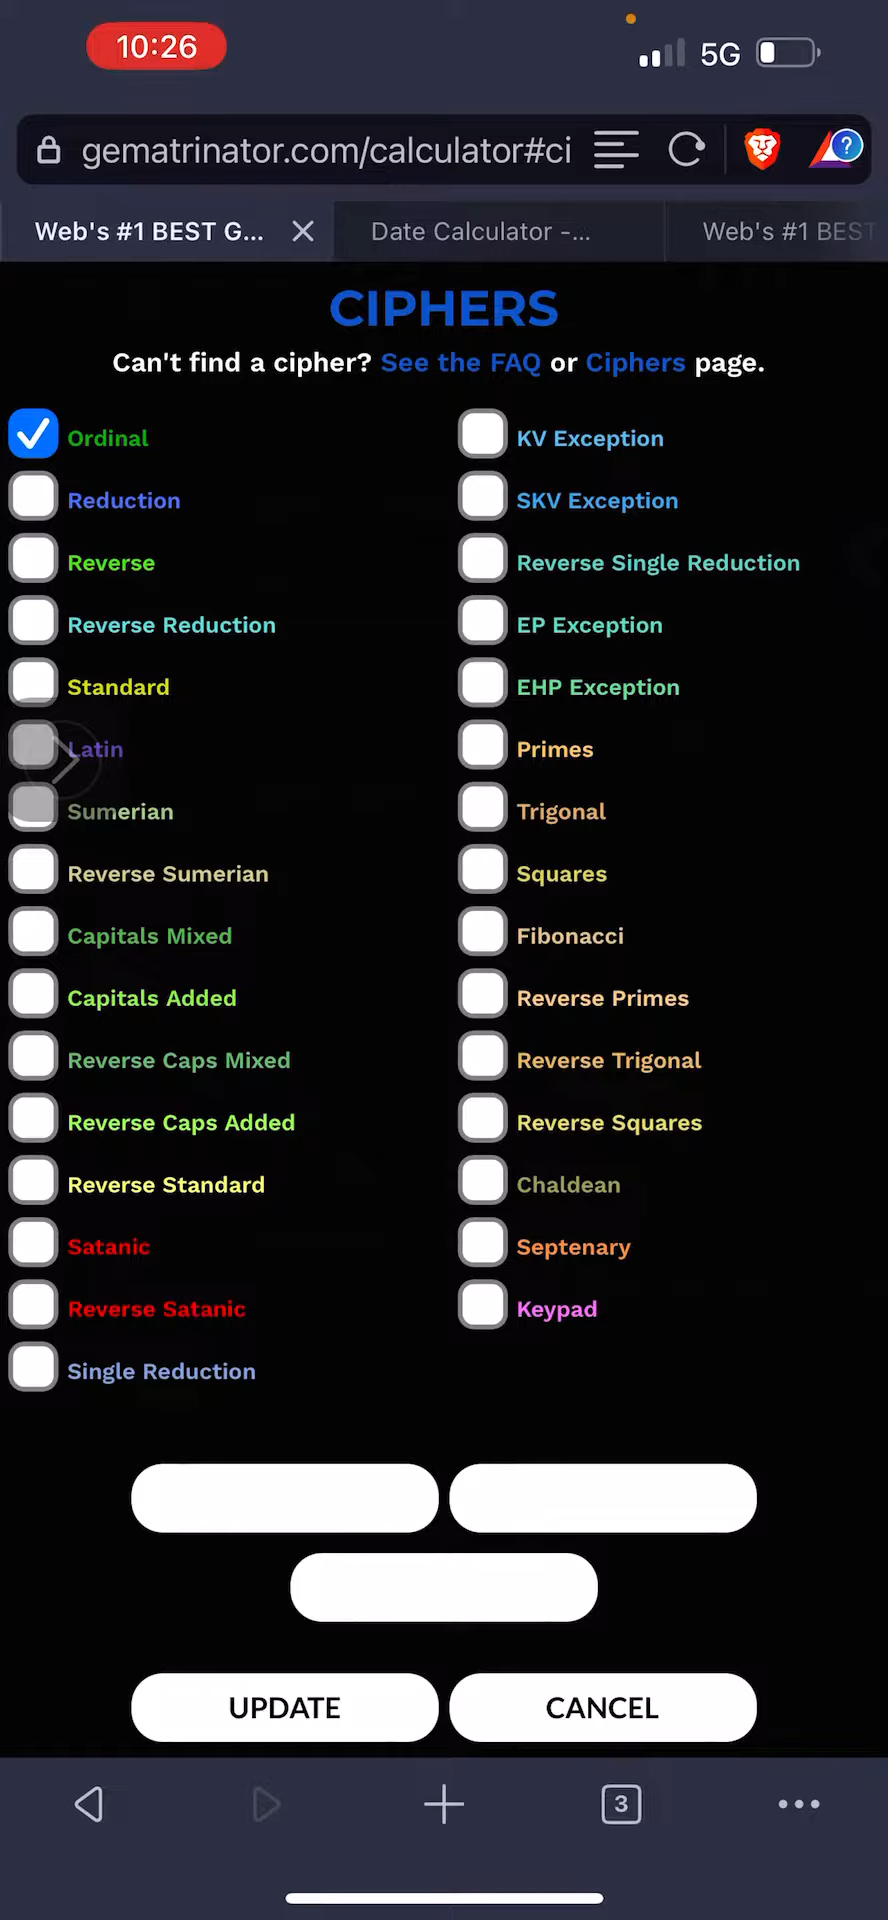 10:26
5G
gematrinator.com/calculator#ci
Web's #1 BEST G...
Date Calculator -...
Web's #1 BEST
CIPHERS
Can't find a cipher? See the FAQ or Ciphers page.
Ordinal
KV Exception
Reduction
SKV Exception
Reverse
Reverse Single Reduction
Reverse Reduction
EP Exception
Standard
EHP Exception
Latin
Primes
Sumerian
Trigonal
Reverse Sumerian
Squares
Capitals Mixed
Fibonacci
Capitals Added
Reverse Primes
Reverse Caps Mixed
Reverse Trigonal
Reverse Caps Added
Reverse Squares
Reverse Standard
Chaldean
Satanic
Septenary
Reverse Satanic
Keypad
Single Reduction
UPDATE
CANCEL
3